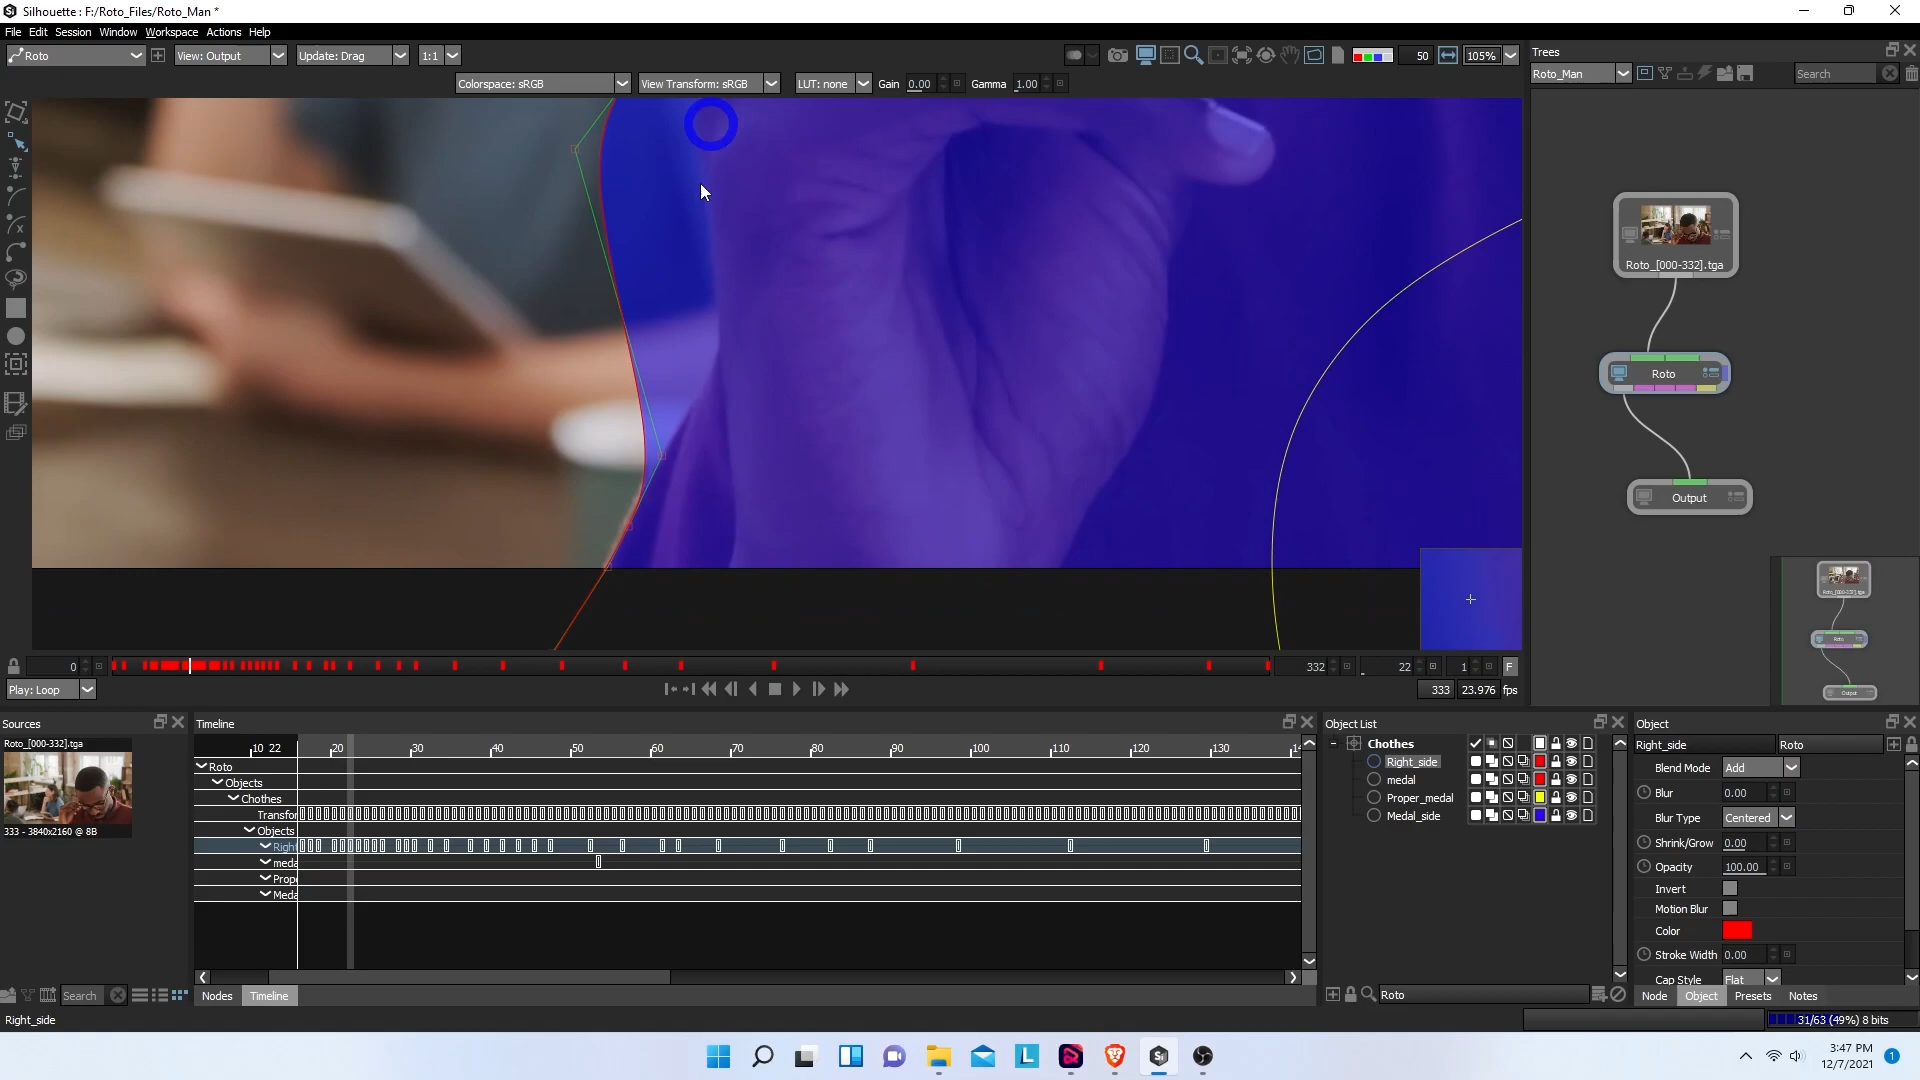 Silhouette : F:/Roto_Files/Roto_Man *
File Edit Session Window Workspace Actions Help
Roto View: Output Update: Drag 1:1 50 105%
Colorspace: sRGB View Transform: sRGB LUT: none Gain 0.00 Gamma 1.00
Trees
Roto_Man Search
Roto_[000-332].tga
Roto
Output
0 332 22 1 F
Play: Loop 333 23.976 fps
Sources
Roto_[000-332].tga
333 - 3840x2160 @ 8B
Search
Timeline
10 22 20 30 40 50 60 70 80 90 100 110 120 130 14
Roto
Objects
Clothes
Transfor
Objects
Right
meda
Prope
Meda
Nodes Timeline
Object List
Clothes
Right_side
medal
Proper_medal
Medal_side
Roto
Object
Right_side Roto
Blend Mode Add
Blur 0.00
Blur Type Centered
Shrink/Grow 0.00
Opacity 100.00
Invert
Motion Blur
Color
Stroke Width 0.00
Cap Style Flat
Node Object Presets Notes
Right_side
31/63 (49%) 8 bits
3:47 PM
12/7/2021
1